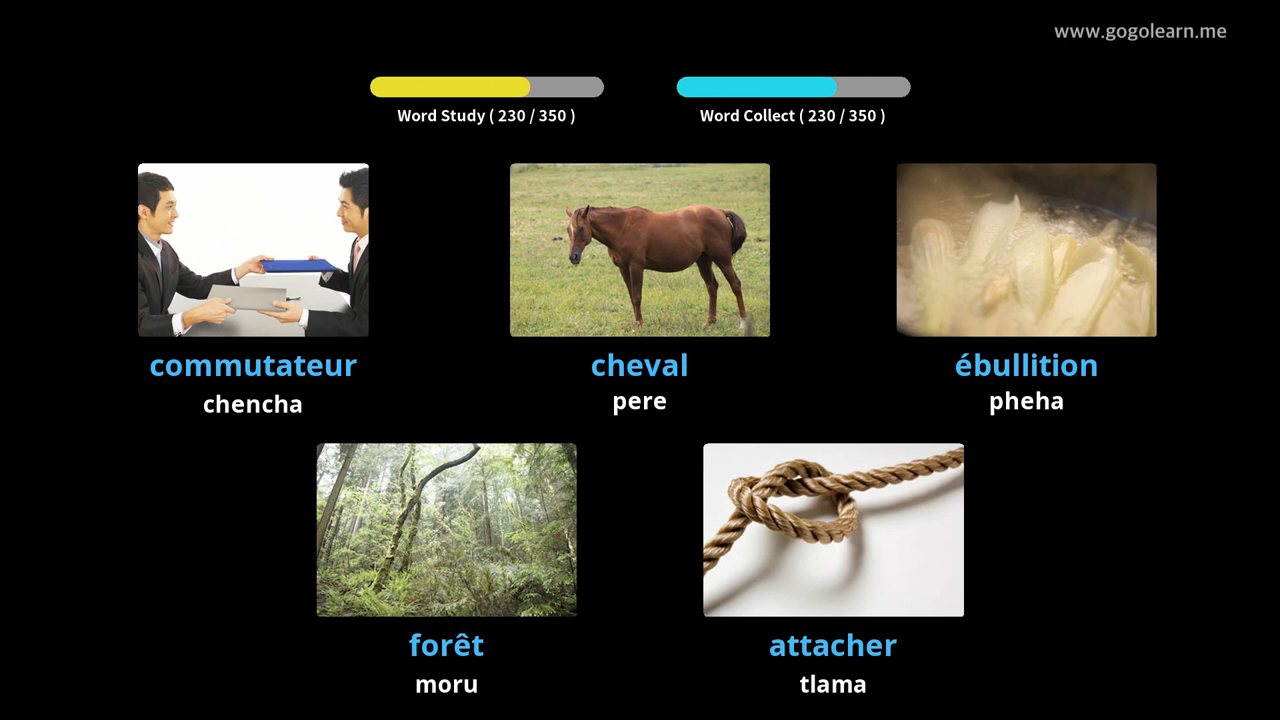 www.gogolearn.me
Word Study ( 230 / 350 )
Word Collect ( 230 / 350 )
commutateur
chencha
cheval
pere
ébullition
pheha
forêt
moru
attacher
tlama